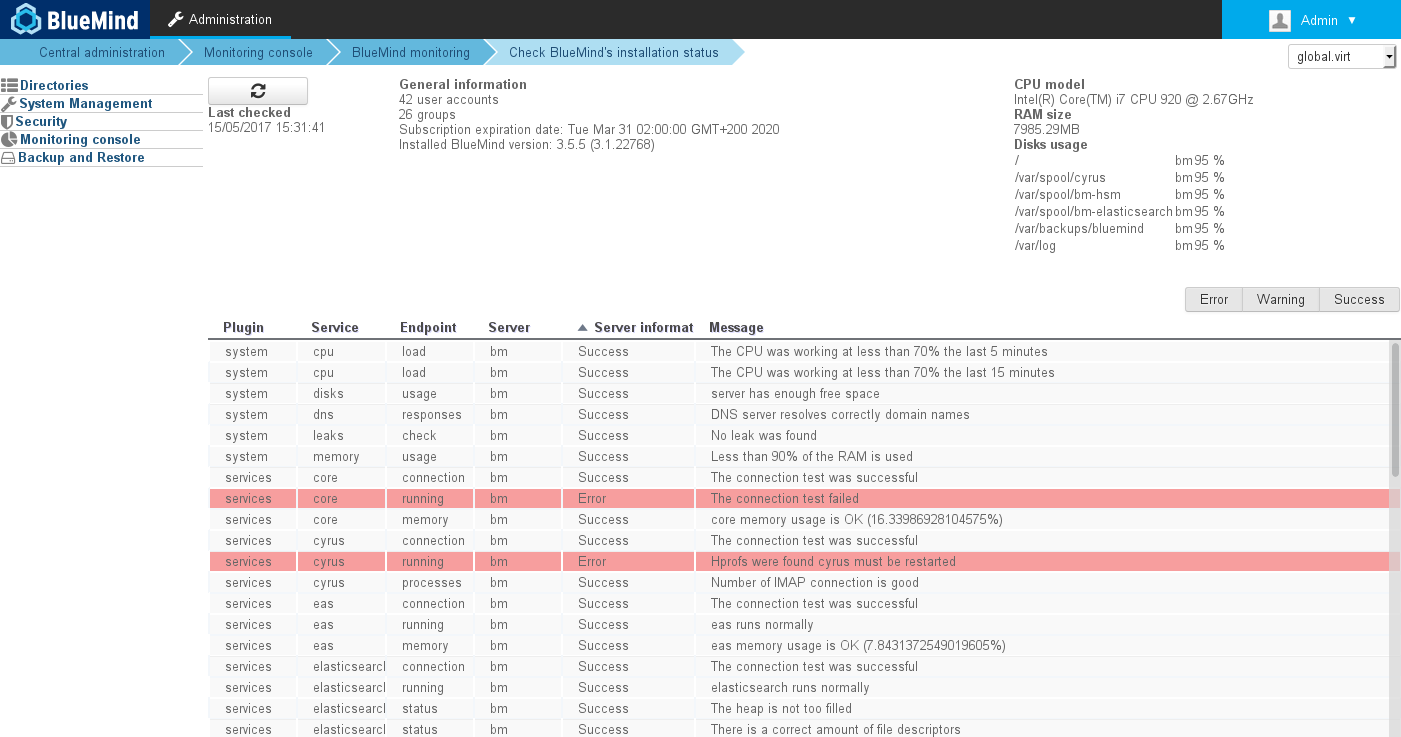 BlueMind Administration Admin ▼
Central administration Monitoring console BlueMind monitoring Check BlueMind's installation status global.virt
Directories
System Management
Security
Monitoring console
Backup and Restore
Last checked
15/05/2017 15:31:41
General information
42 user accounts
26 groups
Subscription expiration date: Tue Mar 31 02:00:00 GMT+200 2020
Installed BlueMind version: 3.5.5 (3.1.22768)
CPU model
Intel(R) Core(TM) i7 CPU 920 @ 2.67GHz
RAM size
7985.29MB
Disks usage
/ bm 95 %
/var/spool/cyrus bm 95 %
/var/spool/bm-hsm bm 95 %
/var/spool/bm-elasticsearch bm 95 %
/var/backups/bluemind bm 95 %
/var/log bm 95 %
Error Warning Success
Plugin Service Endpoint Server Server informat Message
system cpu load bm Success The CPU was working at less than 70% the last 5 minutes
system cpu load bm Success The CPU was working at less than 70% the last 15 minutes
system disks usage bm Success server has enough free space
system dns responses bm Success DNS server resolves correctly domain names
system leaks check bm Success No leak was found
system memory usage bm Success Less than 90% of the RAM is used
services core connection bm Success The connection test was successful
services core running bm Error The connection test failed
services core memory bm Success core memory usage is OK (16.33986928104575%)
services cyrus connection bm Success The connection test was successful
services cyrus running bm Error Hprofs were found cyrus must be restarted
services cyrus processes bm Success Number of IMAP connection is good
services eas connection bm Success The connection test was successful
services eas running bm Success eas runs normally
services eas memory bm Success eas memory usage is OK (7.8431372549019605%)
services elasticsearcl connection bm Success The connection test was successful
services elasticsearcl running bm Success elasticsearch runs normally
services elasticsearcl status bm Success The heap is not too filled
services elasticsearcl status bm Success There is a correct amount of file descriptors